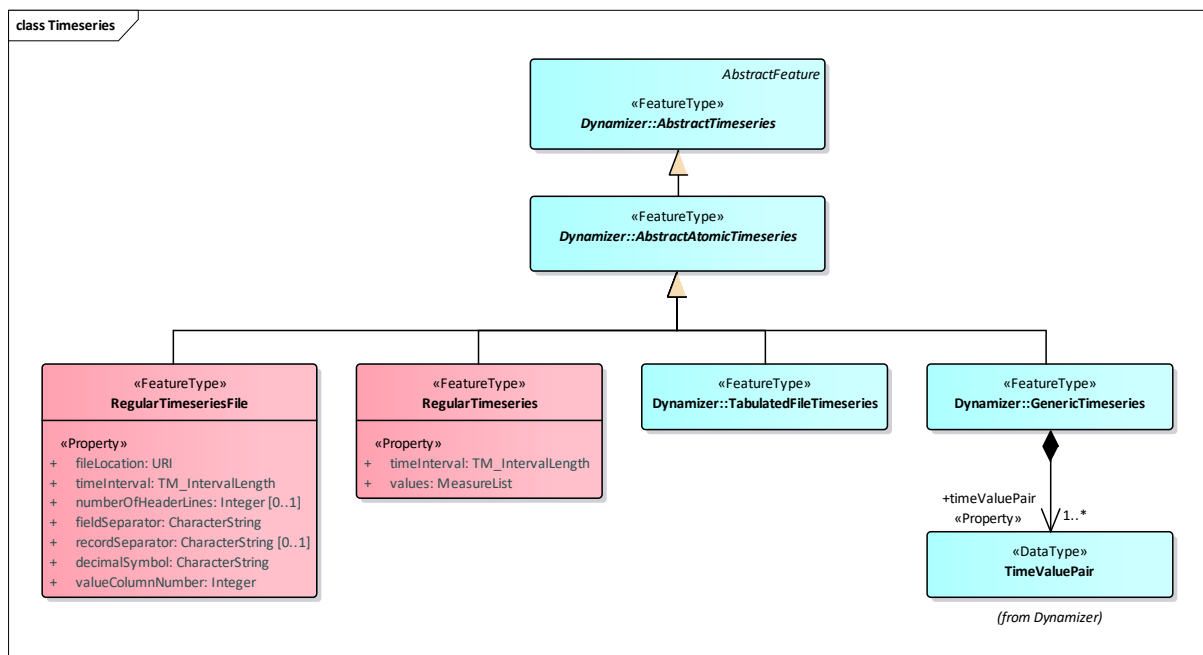 class Timeseries
AbstractFeature
«FeatureType»
Dynamizer::AbstractTimeseries
«FeatureType»
Dynamizer::AbstractAtomicTimeseries
«FeatureType»
RegularTimeseriesFile
«Property»
+ fileLocation: URI
+ timeInterval: TM_IntervalLength
+ numberOfHeaderLines: Integer [0..1]
+ fieldSeparator: CharacterString
+ recordSeparator: CharacterString [0..1]
+ decimalSymbol: CharacterString
+ valueColumnNumber: Integer
«FeatureType»
RegularTimeseries
«Property»
+ timeInterval: TM_IntervalLength
+ values: MeasureList
«FeatureType»
Dynamizer::TabulatedFileTimeseries
«FeatureType»
Dynamizer::GenericTimeseries
+timeValuePair
«Property»
1..*
«DataType»
TimeValuePair
(from Dynamizer)